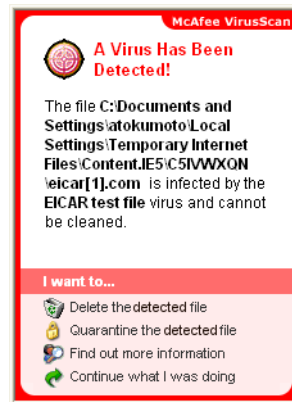 McAfee VirusScan
A Virus Has Been
Detected!
The file C:\Documents and
Settings\atokumoto\Local
Settings\Temporary Internet
Files\Content.IE5\C5IVWXQN
\eicar[1].com is infected by the
EICAR test file virus and cannot
be cleaned.
I want to...
Delete the detected file
Quarantine the detected file
Find out more information
Continue what I was doing